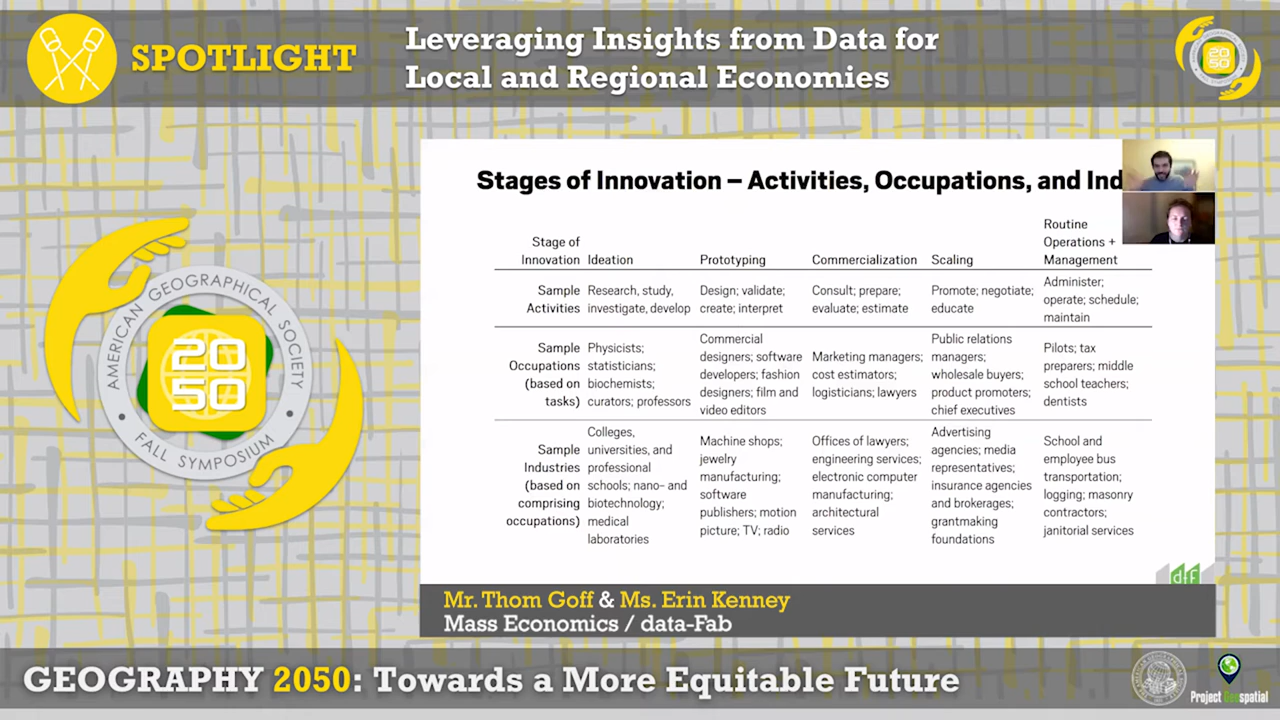 SPOTLIGHT
Leveraging Insights from Data for
Local and Regional Economies
20
50
AMERICAN GEOGRAPHICAL SOCIETY
20
50
FALL SYMPOSIUM
Stages of Innovation – Activities, Occupations, and Ind
Stage of
Innovation
Ideation
Prototyping
Commercialization
Scaling
Routine
Operations +
Management
Sample
Activities
Research, study,
investigate, develop
Design; validate;
create; interpret
Consult; prepare;
evaluate; estimate
Promote; negotiate;
educate
Administer;
operate; schedule;
maintain
Sample
Occupations
(based on
tasks)
Physicists;
statisticians;
biochemists;
curators; professors
Commercial
designers; software
developers; fashion
designers; film and
video editors
Marketing managers;
cost estimators;
logisticians; lawyers
Public relations
managers;
wholesale buyers;
product promoters;
chief executives
Pilots; tax
preparers; middle
school teachers;
dentists
Sample
Industries
(based on
comprising
occupations)
Colleges,
universities, and
professional
schools; nano- and
biotechnology;
medical
laboratories
Machine shops;
jewelry
manufacturing;
software
publishers; motion
picture; TV; radio
Offices of lawyers;
engineering services;
electronic computer
manufacturing;
architectural
services
Advertising
agencies; media
representatives;
insurance agencies
and brokerages;
grantmaking
foundations
School and
employee bus
transportation;
logging; masonry
contractors;
janitorial services
dfF
Mr. Thom Goff & Ms. Erin Kenney
Mass Economics / data-Fab
GEOGRAPHY 2050: Towards a More Equitable Future
Project Geospatial